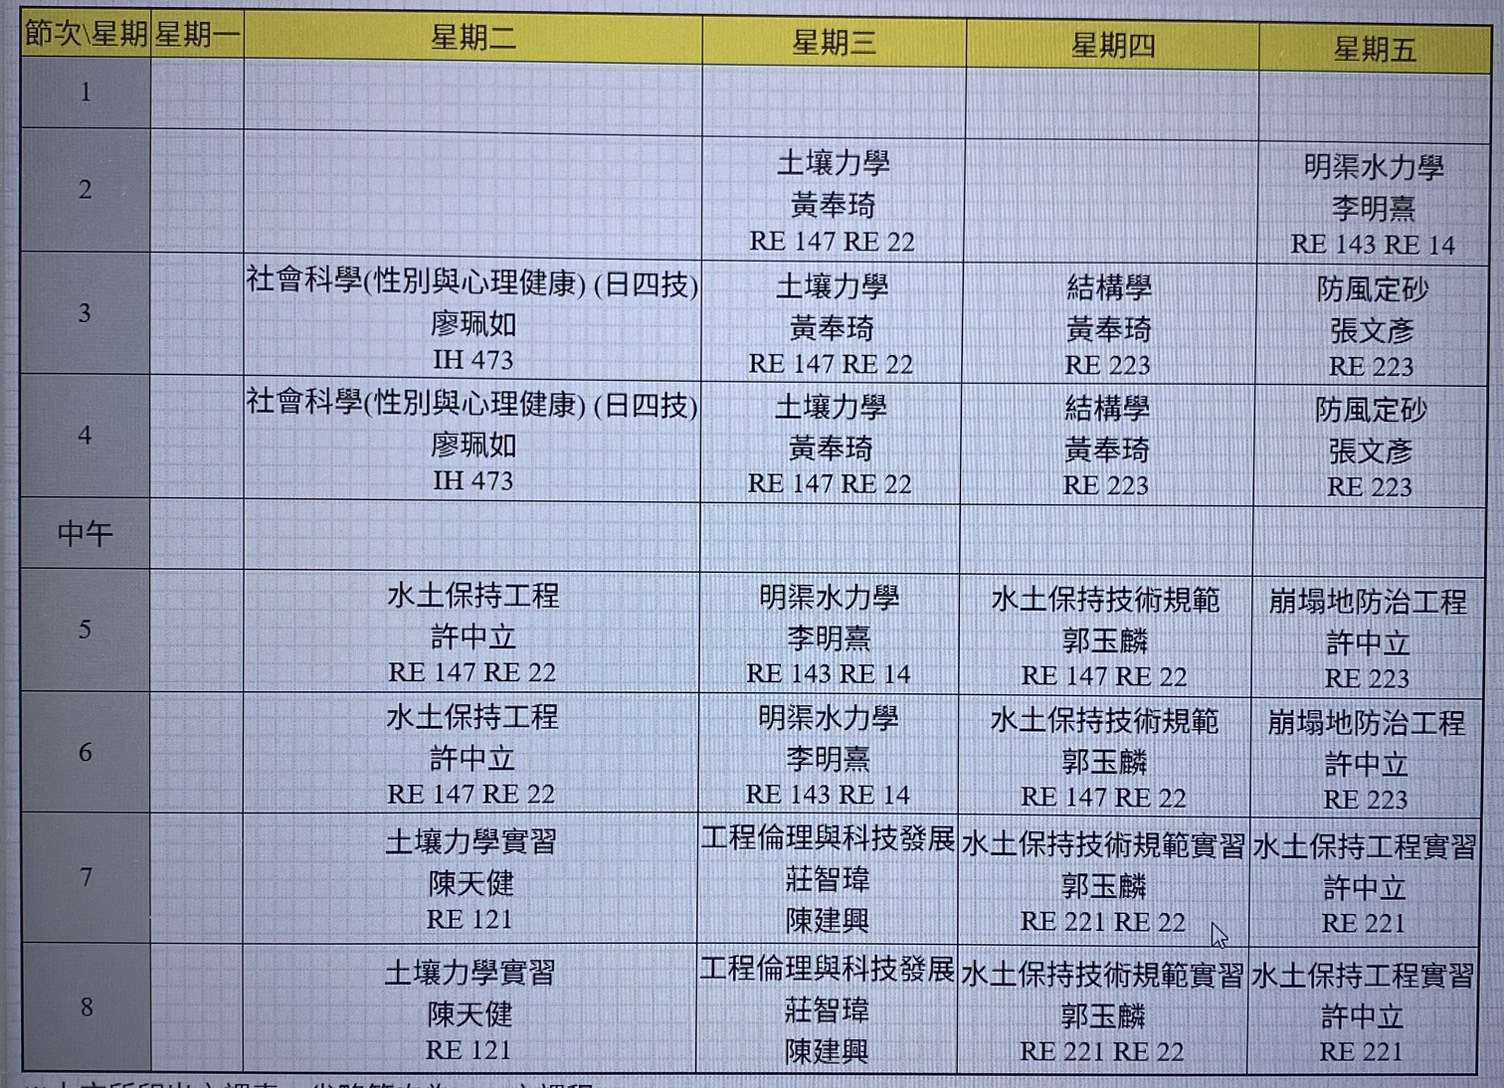 節次\星期 星期一 星期二 星期三 星期四 星期五
1
2
土壤力學
黃奉琦
RE 147 RE 22
明渠水力學
李明熹
RE 143 RE 14
3
社會科學(性別與心理健康) (日四技)
廖珮如
IH 473
土壤力學
黃奉琦
RE 147 RE 22
結構學
黃奉琦
RE 223
防風定砂
張文彥
RE 223
4
社會科學(性別與心理健康) (日四技)
廖珮如
IH 473
土壤力學
黃奉琦
RE 147 RE 22
結構學
黃奉琦
RE 223
防風定砂
張文彥
RE 223
中午
5
水土保持工程
許中立
RE 147 RE 22
明渠水力學
李明熹
RE 143 RE 14
水土保持技術規範
郭玉麟
RE 147 RE 22
崩塌地防治工程
許中立
RE 223
6
水土保持工程
許中立
RE 147 RE 22
明渠水力學
李明熹
RE 143 RE 14
水土保持技術規範
郭玉麟
RE 147 RE 22
崩塌地防治工程
許中立
RE 223
7
土壤力學實習
陳天健
RE 121
工程倫理與科技發展
莊智瑋
陳建興
水土保持技術規範實習
郭玉麟
RE 221 RE 22
水土保持工程實習
許中立
RE 221
8
土壤力學實習
陳天健
RE 121
工程倫理與科技發展
莊智瑋
陳建興
水土保持技術規範實習
郭玉麟
RE 221 RE 22
水土保持工程實習
許中立
RE 221